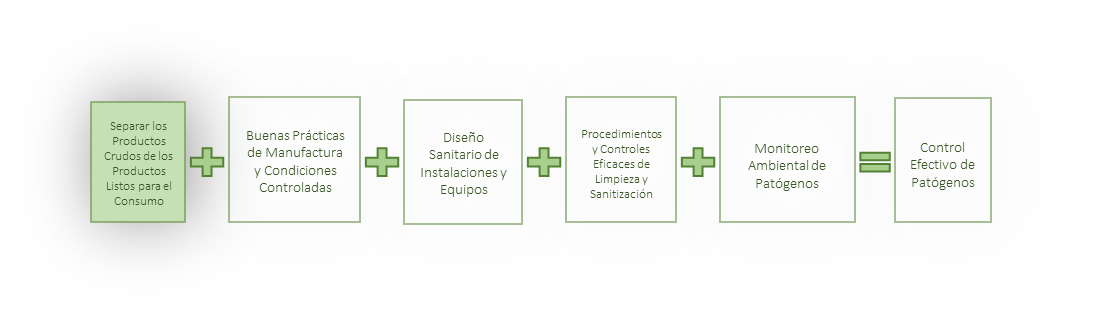 Separar los
Productos
Crudos de los
Productos
Listos para el
Consumo
Buenas Prácticas
de Manufactura
y Condiciones
Controladas
Diseño
Sanitario de
Instalaciones y
Equipos
Procedimientos
y Controles
Eficaces de
Limpieza y
Sanitización
Monitoreo
Ambiental de
Patógenos
Control
Efectivo de
Patógenos